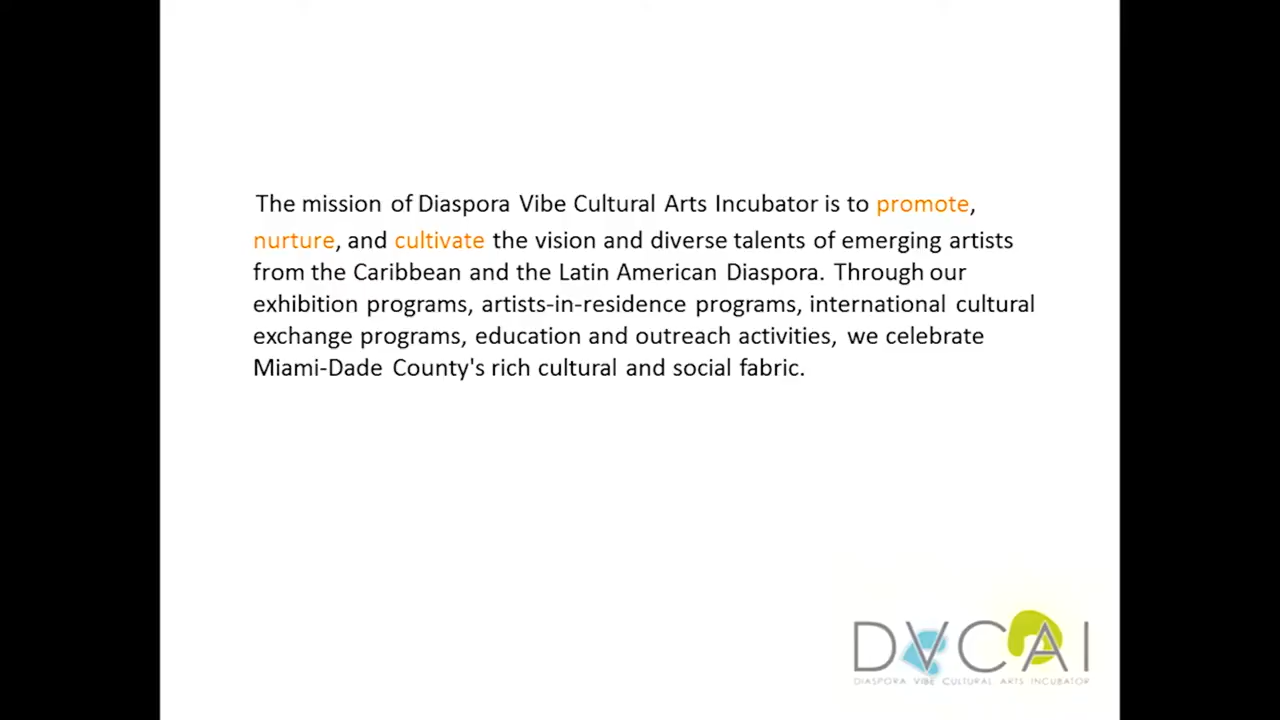 The mission of Diaspora Vibe Cultural Arts Incubator is to promote,
nurture, and cultivate the vision and diverse talents of emerging artists
from the Caribbean and the Latin American Diaspora. Through our
exhibition programs, artists-in-residence programs, international cultural
exchange programs, education and outreach activities, we celebrate
Miami-Dade County's rich cultural and social fabric.
DVCAI
DIASPORA VIBE CULTURAL ARTS INCUBATOR